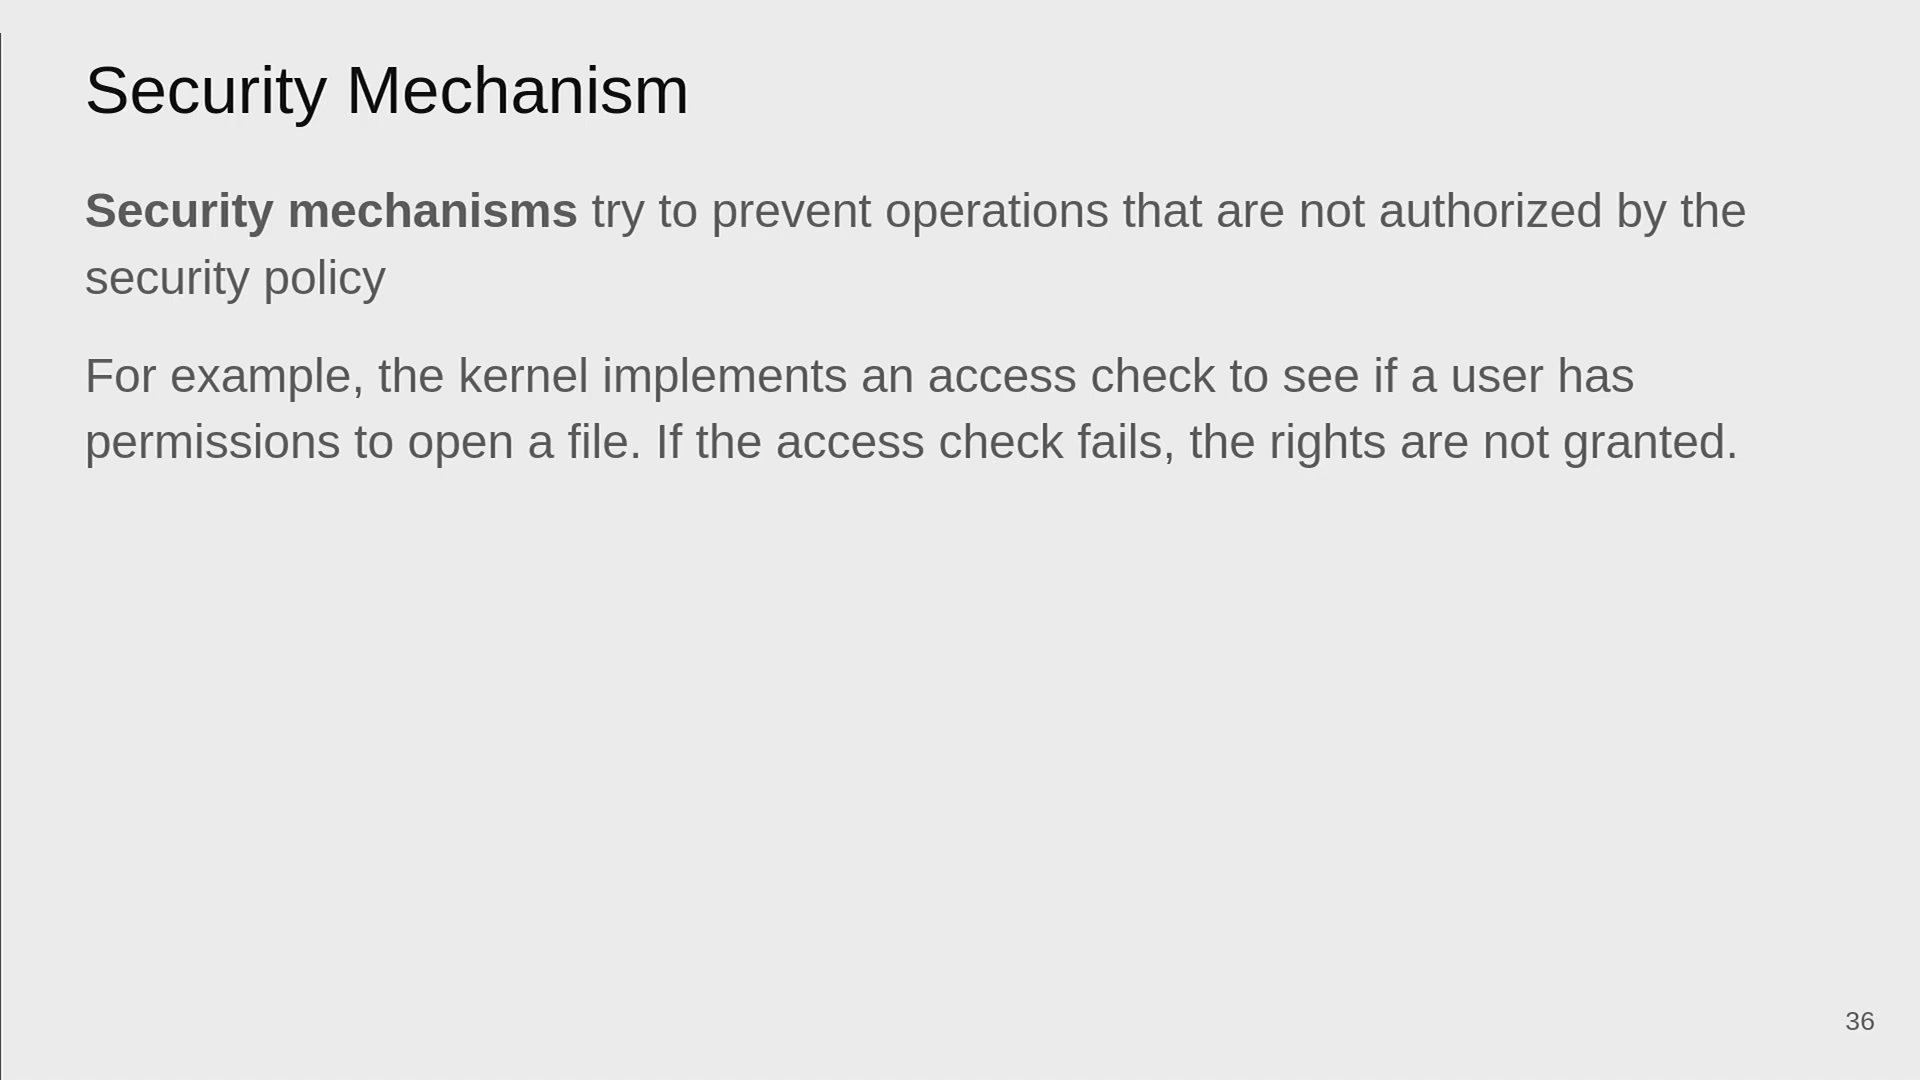 Security Mechanism
Security mechanisms try to prevent operations that are not authorized by the
security policy
For example, the kernel implements an access check to see if a user has
permissions to open a file. If the access check fails, the rights are not granted.
36